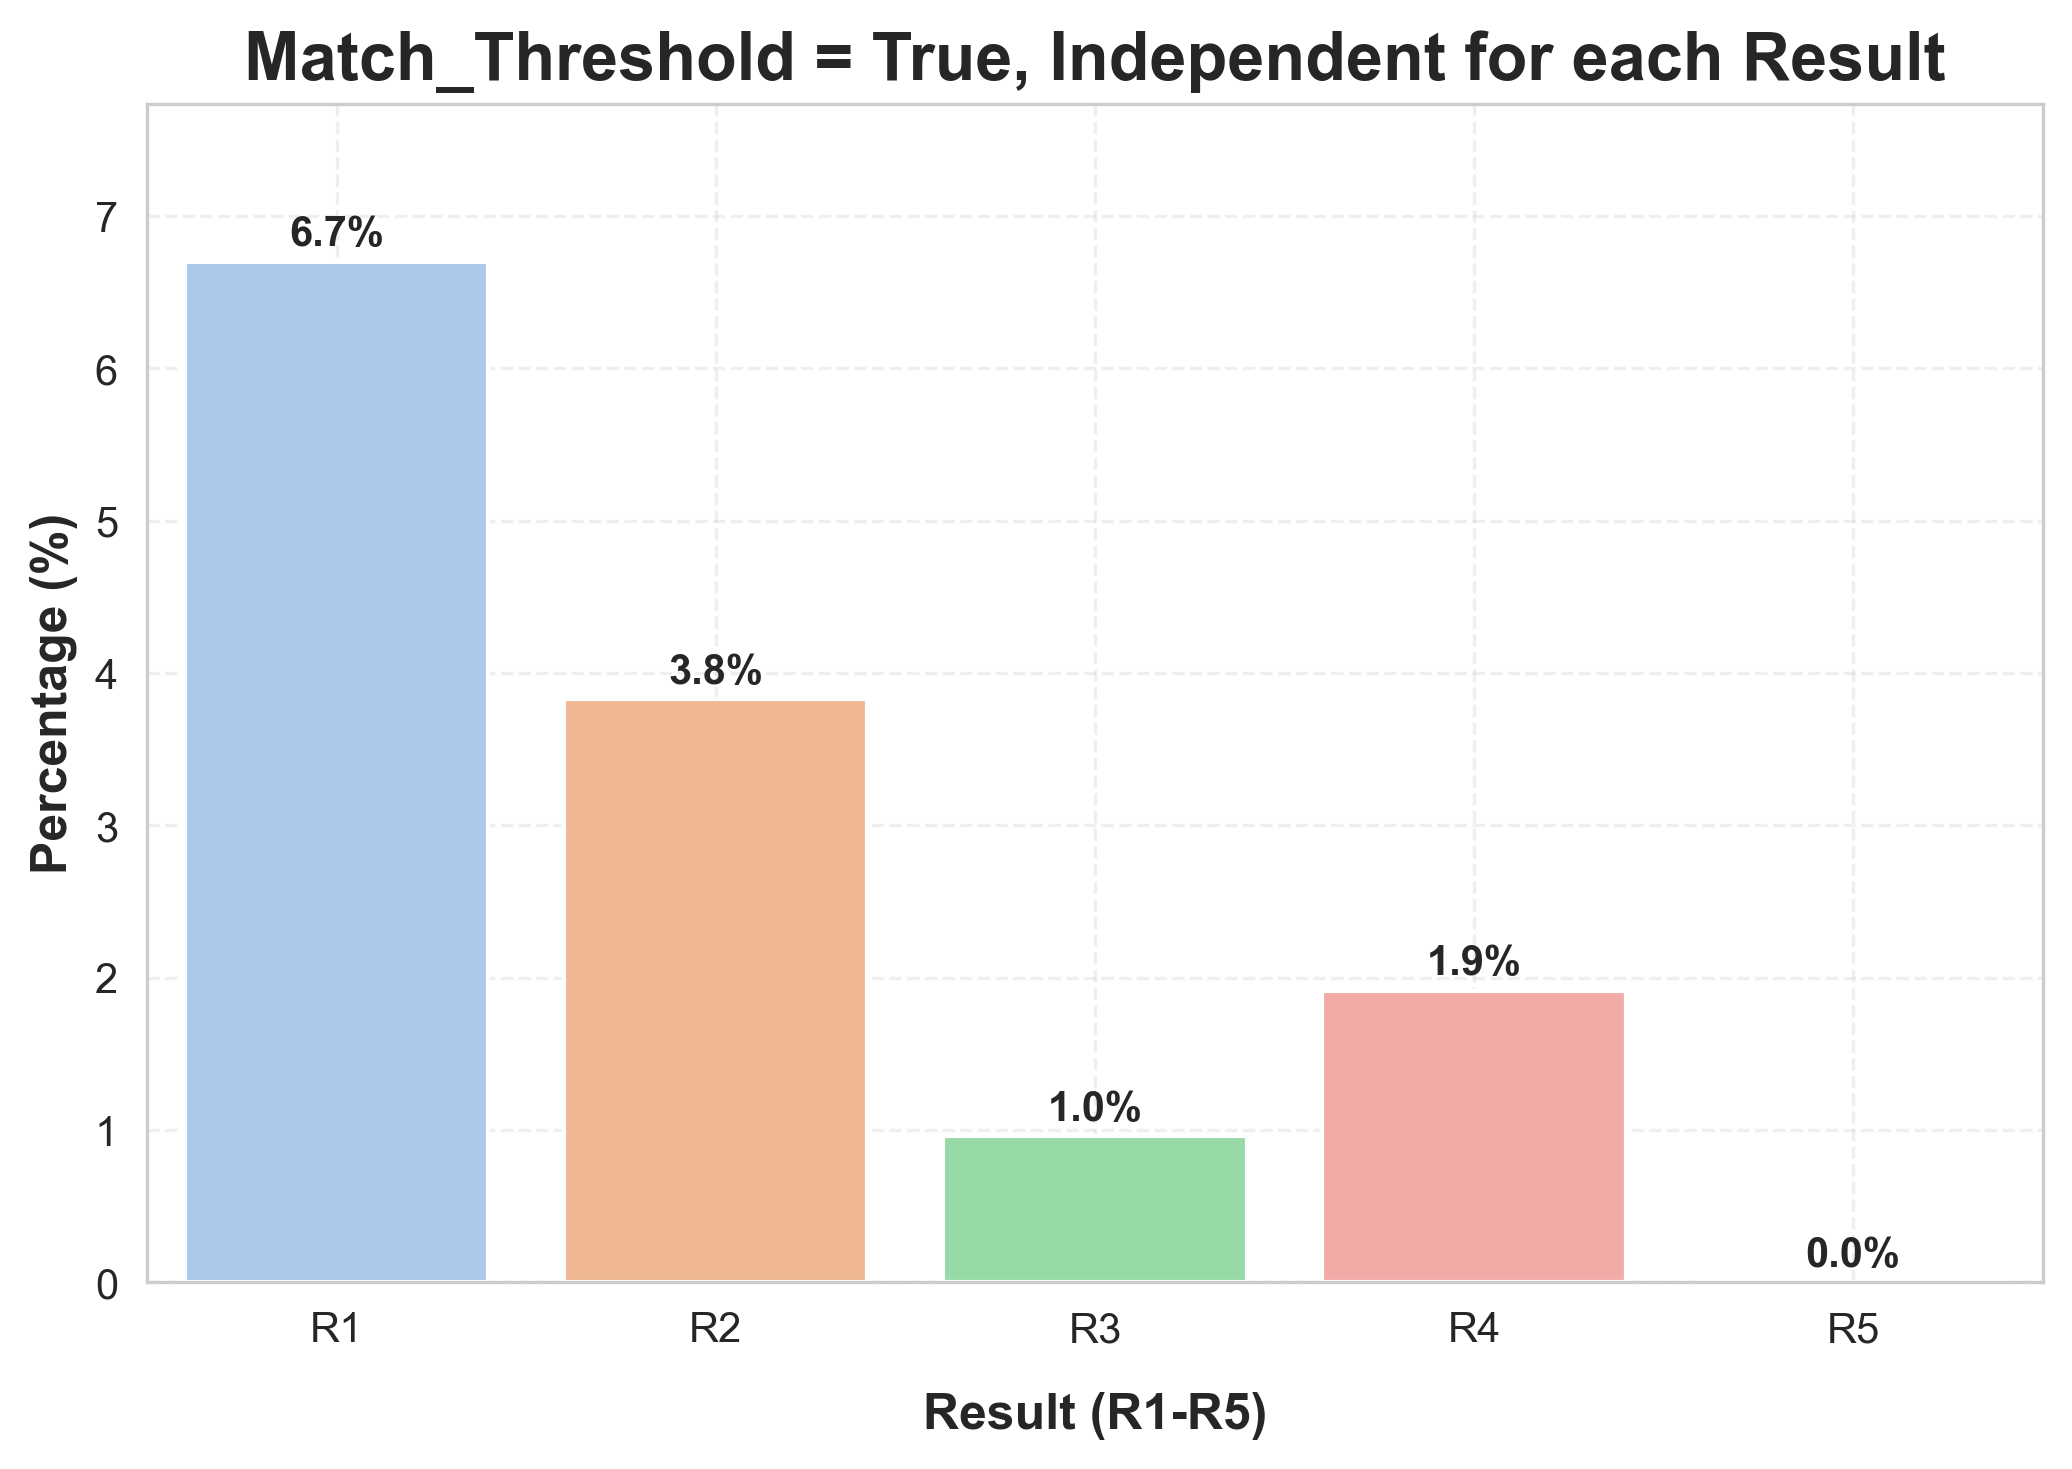 Match_Threshold = True, Independent for each Result
Percentage (%)
7
6
5
4
3
2
1
0
6.7%
3.8%
1.0%
1.9%
0.0%
R1
R2
R3
R4
R5
Result (R1-R5)